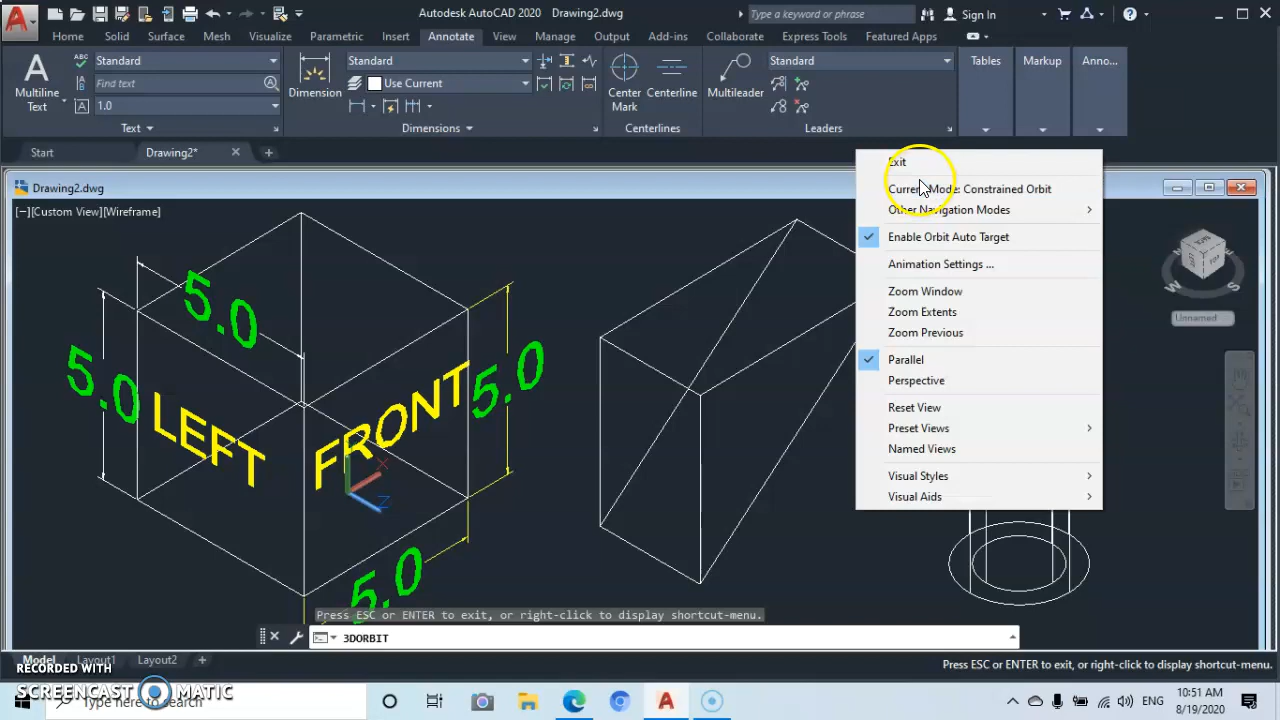 Autodesk AutoCAD 2020 Drawing2.dwg
Type a keyword or phrase
Sign In
Home Solid Surface Mesh Visualize Parametric Insert Annotate View Manage Output Add-ins Collaborate Express Tools Featured Apps
Multiline
Text
Standard
Find text
1.0
Text
Dimension
Standard
Use Current
Dimensions
Center
Mark
Centerline
Centerlines
Multileader
Standard
Leaders
Tables
Markup
Anno...
Start
Drawing2*
Drawing2.dwg
[−][Custom View][Wireframe]
Exit
Current Mode: Constrained Orbit
Other Navigation Modes
Enable Orbit Auto Target
Animation Settings ...
Zoom Window
Zoom Extents
Zoom Previous
Parallel
Perspective
Reset View
Preset Views
Named Views
Visual Styles
Visual Aids
5.0
5.0
LEFT
FRONT
5.0
X
Z
5.0
W
S
Unnamed
Press ESC or ENTER to exit, or right-click to display shortcut-menu.
3DORBIT
Model Layout1 Layout2
Press ESC or ENTER to exit, or right-click to display shortcut-menu.
RECORDED WITH
SCREENCAST MATIC
Type here to search
ENG
10:51 AM
8/19/2020